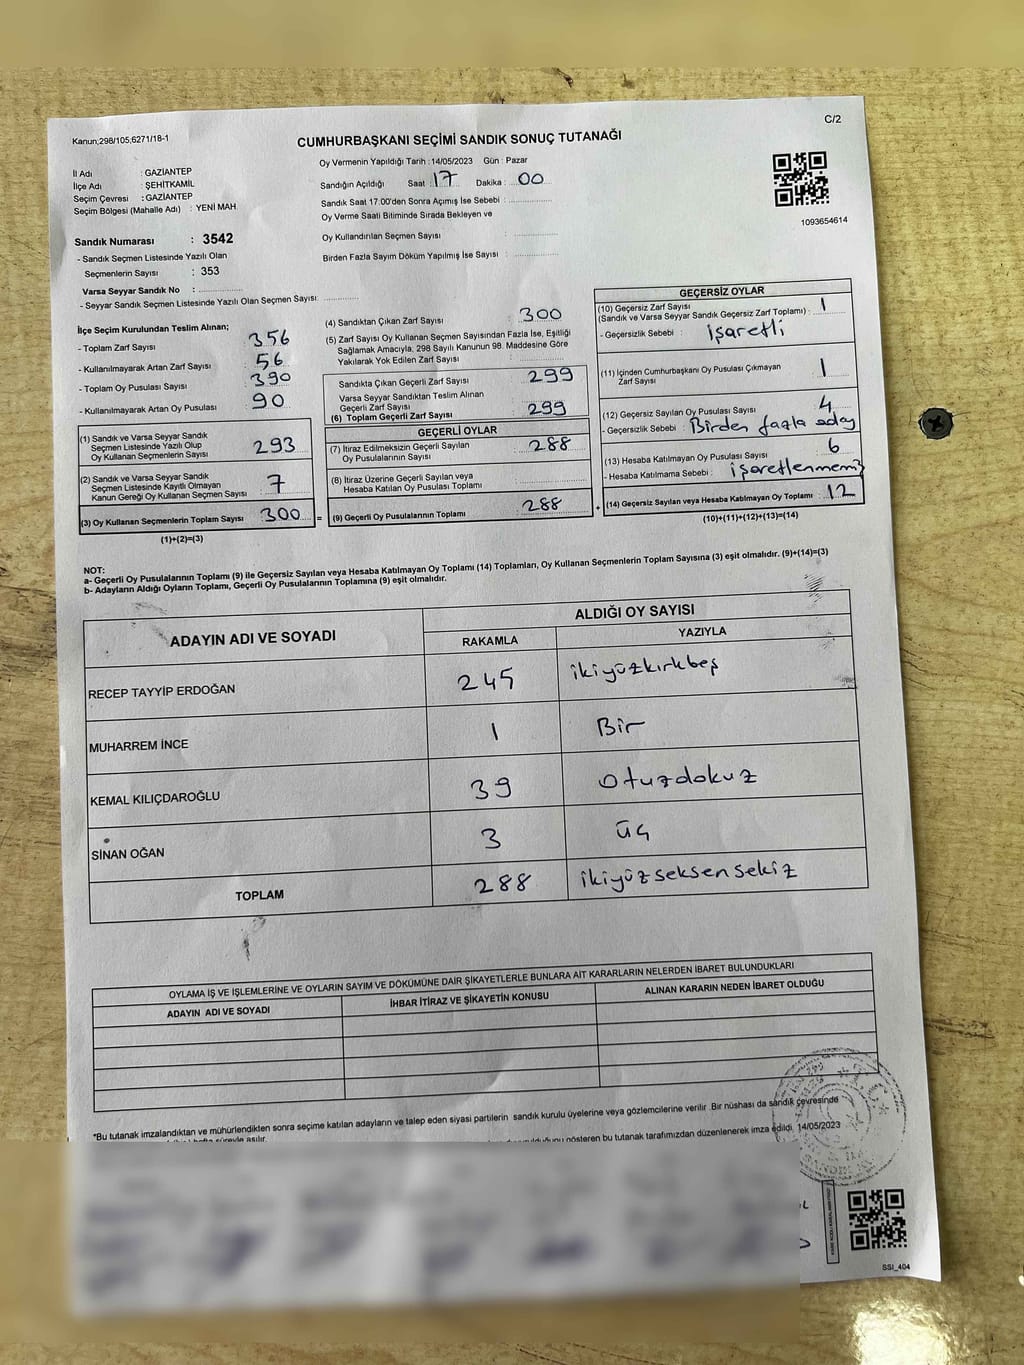 Kanun;298/105;6271/18-1
C/2
CUMHURBAŞKANI SEÇİMİ SANDIK SONUÇ TUTANAĞI
İl Adı : GAZİANTEP
İlçe Adı : ŞEHİTKAMİL
Seçim Çevresi : GAZİANTEP
Seçim Bölgesi (Mahalle Adı) : YENİ MAH.
Sandık Numarası : 3542
- Sandık Seçmen Listesinde Yazılı Olan
Seçmenlerin Sayısı : 353
Varsa Seyyar Sandık No :
- Seyyar Sandık Seçmen Listesinde Yazılı Olan Seçmen Sayısı:
Oy Vermenin Yapıldığı Tarih : 14/05/2023 Gün : Pazar
Sandığın Açıldığı Saat : 17 Dakika : 00
Sandık Saat 17.00'den Sonra Açımış İse Sebebi :
Oy Verme Saati Bitiminde Sırada Bekleyen ve
Oy Kullandırılan Seçmen Sayısı :
Birden Fazla Sayım Döküm Yapılmış İse Sayısı :
1093654614
İlçe Seçim Kurulundan Teslim Alınan;
- Toplam Zarf Sayısı 356
- Kullanılmayarak Artan Zarf Sayısı 56
- Toplam Oy Pusulası Sayısı 390
- Kullanılmayarak Artan Oy Pusulası 90
(1) Sandık ve Varsa Seyyar Sandık
Seçmen Listesinde Yazılı Olup
Oy Kullanan Seçmenlerin Sayısı 293
(2) Sandık ve Varsa Seyyar Sandık
Seçmen Listesinde Kayıtlı Olmayan
Kanun Gereği Oy Kullanan Seçmen Sayısı 7
(3) Oy Kullanan Seçmenlerin Toplam Sayısı 300 =
(1)+(2)=(3)
(4) Sandıktan Çıkan Zarf Sayısı 300
(5) Zarf Sayısı Oy Kullanan Seçmen Sayısından Fazla İse, Eşitliği
Sağlamak Amacıyla, 298 Sayılı Kanunun 98. Maddesine Göre
Yakılarak Yok Edilen Zarf Sayısı :
Sandıkta Çıkan Geçerli Zarf Sayısı 299
Varsa Seyyar Sandıktan Teslim Alınan
Geçerli Zarf Sayısı
(6) Toplam Geçerli Zarf Sayısı 299
GEÇERLİ OYLAR
(7) İtiraz Edilmeksizin Geçerli Sayılan
Oy Pusulalarının Sayısı 288
(8) İtiraz Üzerine Geçerli Sayılan veya
Hesaba Katılan Oy Pusulası Toplamı
(9) Geçerli Oy Pusulalarının Toplamı 288 +
GEÇERSİZ OYLAR
(10) Geçersiz Zarf Sayısı
(Sandık ve Varsa Seyyar Sandık Geçersiz Zarf Toplamı) : 1
- Geçersizlik Sebebi : işaretli
(11) İçinden Cumhurbaşkanı Oy Pusulası Çıkmayan
Zarf Sayısı 1
(12) Geçersiz Sayılan Oy Pusulası Sayısı 4
- Geçersizlik Sebebi : Birden fazla aday
(13) Hesaba Katılmayan Oy Pusulası Sayısı 6
- Hesaba Katılmama Sebebi : işaretlenmemiş
(14) Geçersiz Sayılan veya Hesaba Katılmayan Oy Toplamı 12
(10)+(11)+(12)+(13)=(14)
NOT:
a- Geçerli Oy Pusulalarının Toplamı (9) ile Geçersiz Sayılan veya Hesaba Katılmayan Oy Toplamı (14) Toplamları, Oy Kullanan Seçmenlerin Toplam Sayısına (3) eşit olmalıdır. (9)+(14)=(3)
b- Adayların Aldığı Oyların Toplamı, Geçerli Oy Pusulalarının Toplamına (9) eşit olmalıdır.
ADAYIN ADI VE SOYADI ALDIĞI OY SAYISI
RAKAMLA YAZIYLA
RECEP TAYYİP ERDOĞAN 245 ikiyüzkırkbeş
MUHARREM İNCE 1 Bir
KEMAL KILIÇDAROĞLU 39 Otuzdokuz
SİNAN OĞAN 3 üç
TOPLAM 288 ikiyüzseksensekiz
OYLAMA İŞ VE İŞLEMLERİNE VE OYLARIN SAYIM VE DÖKÜMÜNE DAİR ŞİKAYETLERLE BUNLARA AİT KARARLARIN NELERDEN İBARET BULUNDUKLARI
ADAYIN ADI VE SOYADI İHBAR İTİRAZ VE ŞİKAYETİN KONUSU ALINAN KARARIN NEDEN İBARET OLDUĞU
*Bu tutanak imzalandıktan ve mühürlendikten sonra seçime katılan adayların ve talep eden siyasi partilerin sandık kurulu üyelerine veya gözlemcilerine verilir. Bir nüshası da sandık çevresinde
hafta süreyle asılır. gösteren bu tutanak tarafımızdan düzenlenerek imza edildi. 14/05/2023
SSI_404